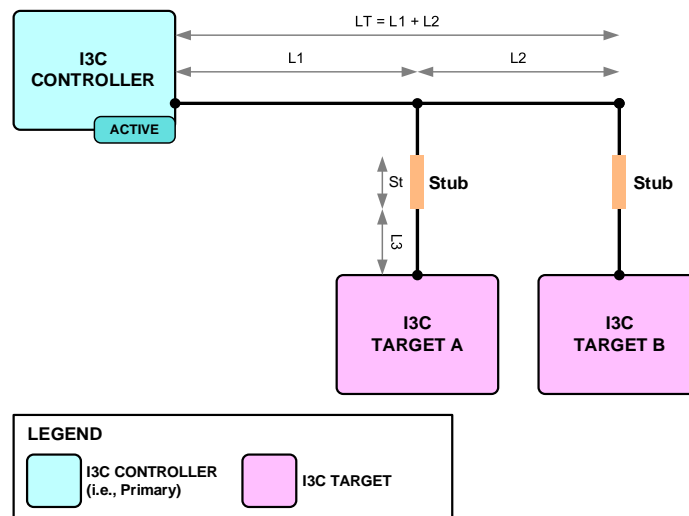 LT = L1 + L2
I3C
CONTROLLER
L1
L2
ACTIVE
St
Stub
Stub
L3
I3C
TARGET A
I3C
TARGET B
LEGEND
I3C CONTROLLER
(i.e., Primary)
I3C TARGET